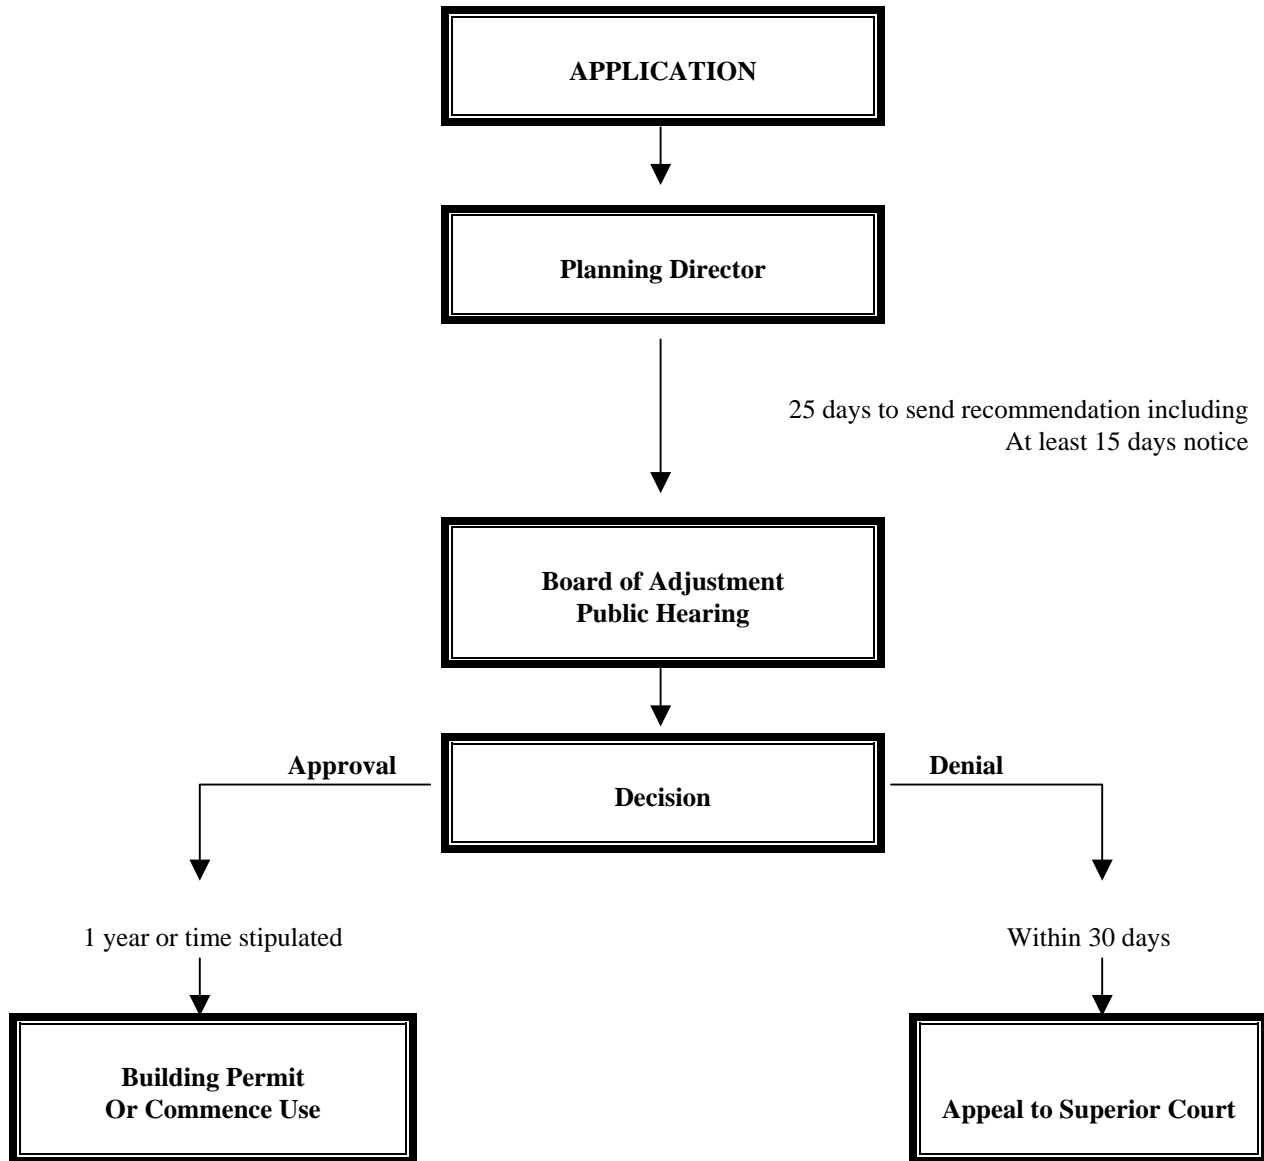 APPLICATION
Planning Director
25 days to send recommendation including
At least 15 days notice
Board of Adjustment
Public Hearing
Approval
Denial
Decision
1 year or time stipulated
Within 30 days
Building Permit
Or Commence Use
Appeal to Superior Court